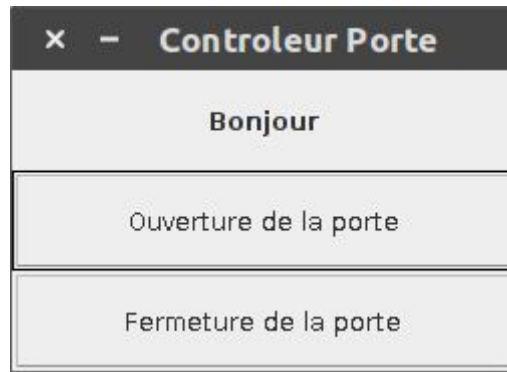 Controleur Porte
Bonjour
Ouverture de la porte
Fermeture de la porte